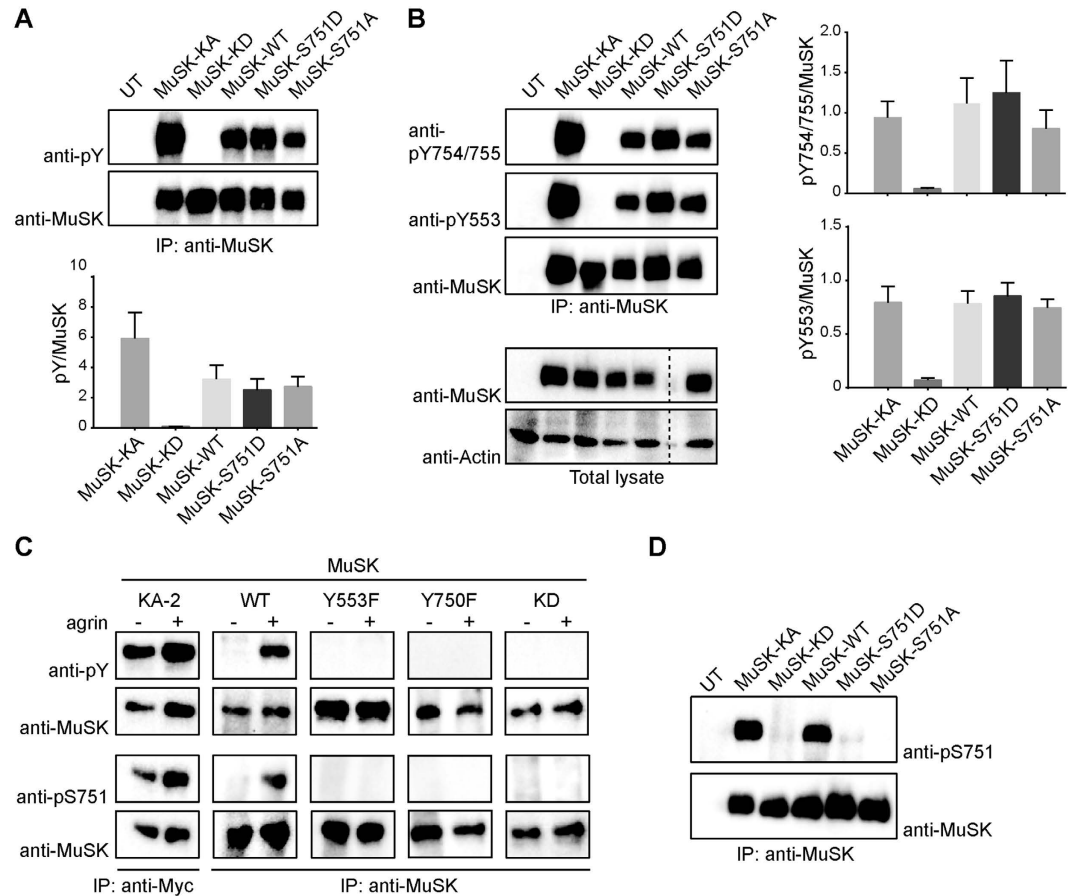 A
UT
MuSK-KA
MuSK-KD
MuSK-WT
MuSK-S751D
MuSK-S751A
anti-pY
anti-MuSK
IP: anti-MuSK
pY/MuSK
10
8
6
4
2
0
MuSK-KA
MuSK-KD
MuSK-WT
MuSK-S751D
MuSK-S751A
B
UT
MuSK-KA
MuSK-KD
MuSK-WT
MuSK-S751D
MuSK-S751A
anti-
pY754/755
anti-pY553
anti-MuSK
IP: anti-MuSK
anti-MuSK
anti-Actin
Total lysate
pY754/755/MuSK
2.0
1.5
1.0
0.5
0.0
pY553/MuSK
1.5
1.0
0.5
0
MuSK-KA
MuSK-KD
MuSK-WT
MuSK-S751D
MuSK-S751A
C
MuSK
KA-2 WT Y553F Y750F KD
agrin - + - + - + - + - +
anti-pY
anti-MuSK
anti-pS751
anti-MuSK
IP: anti-Myc IP: anti-MuSK
D
UT
MuSK-KA
MuSK-KD
MuSK-WT
MuSK-S751D
MuSK-S751A
anti-pS751
anti-MuSK
IP: anti-MuSK